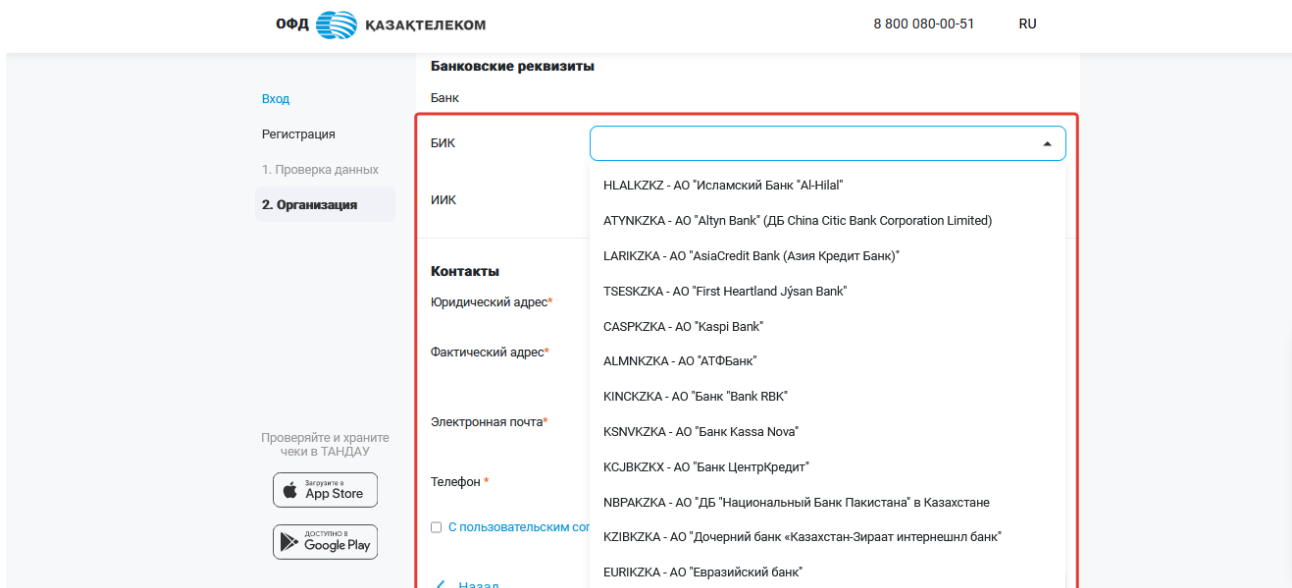 ОФД ҚАЗАҚТЕЛЕКОМ
8 800 080-00-51 RU
Вход
Регистрация
1. Проверка данных
2. Организация
Проверяйте и храните
чеки в ТАНДАУ
Загрузите в
App Store
ДОСТУПНО В
Google Play
Банковские реквизиты
Банк
БИК
ИИК
HLALKZKZ - АО "Исламский Банк "Al-Hilal"
ATYNKZKA - АО "Altyn Bank" (ДБ China Citic Bank Corporation Limited)
LARIKZKA - АО "AsiaCredit Bank (Азия Кредит Банк)"
TSESKZKA - АО "First Heartland Jýsan Bank"
CASPKZKA - АО "Kaspi Bank"
ALMNKZKA - АО "АТФБанк"
KINCKZKA - АО "Банк "Bank RBK"
KSNVKZKA - АО "Банк Kassa Nova"
KCJBKZKX - АО "Банк ЦентрКредит"
NBPAKZKA - АО "ДБ "Национальный Банк Пакистана" в Казахстане
KZIBKZKA - АО "Дочерний банк «Казахстан-Зираат интернешнл банк"
EURIKZKA - АО "Евразийский банк"
Контакты
Юридический адрес*
Фактический адрес*
Электронная почта*
Телефон *
С пользовательским сог
Назад